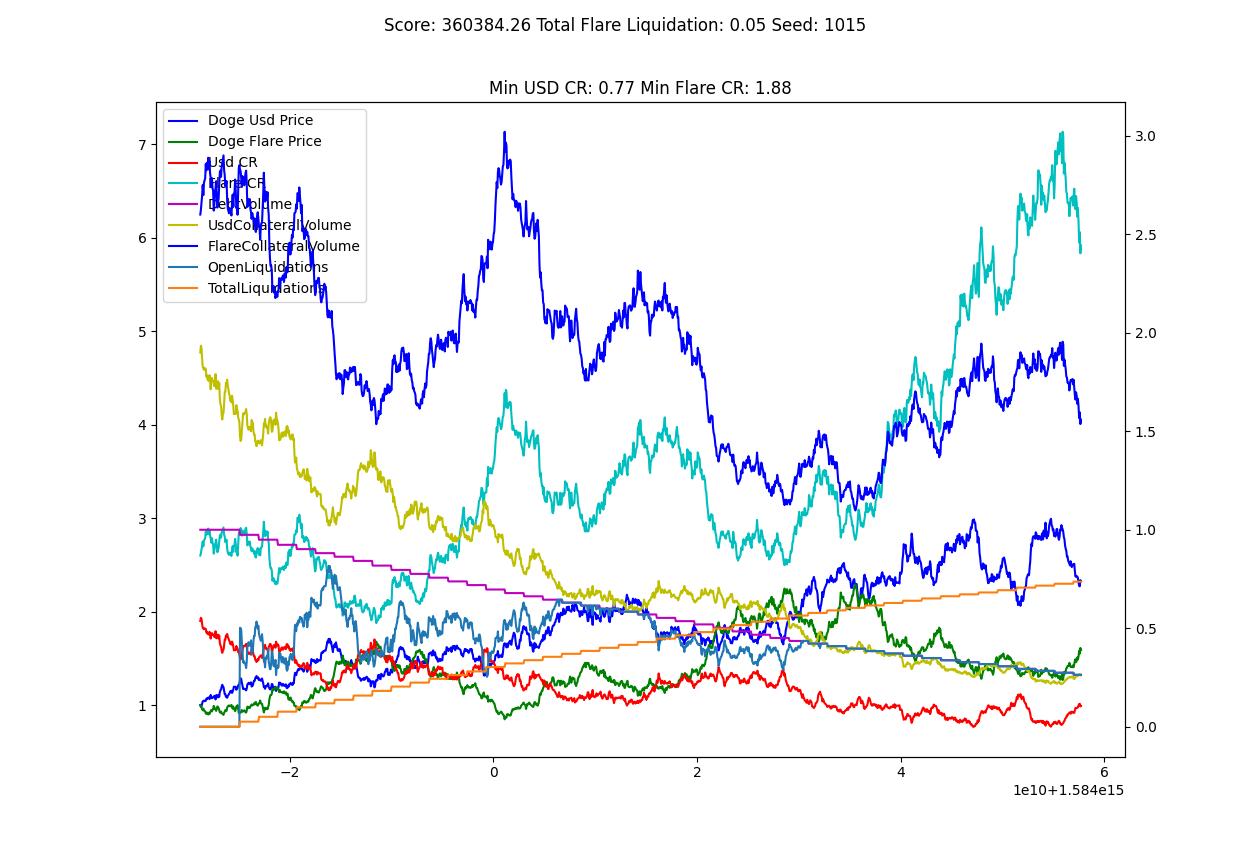 Score: 360384.26 Total Flare Liquidation: 0.05 Seed: 1015
Min USD CR: 0.77 Min Flare CR: 1.88
Doge Usd Price
Doge Flare Price
Usd CR
Flare CR
DebtVolume
UsdCollateralVolume
FlareCollateralVolume
OpenLiquidations
TotalLiquidations
7
6
5
4
3
2
1
3.0
2.5
2.0
1.5
1.0
0.5
0.0
−2
0
2
4
6
1e10+1.584e15